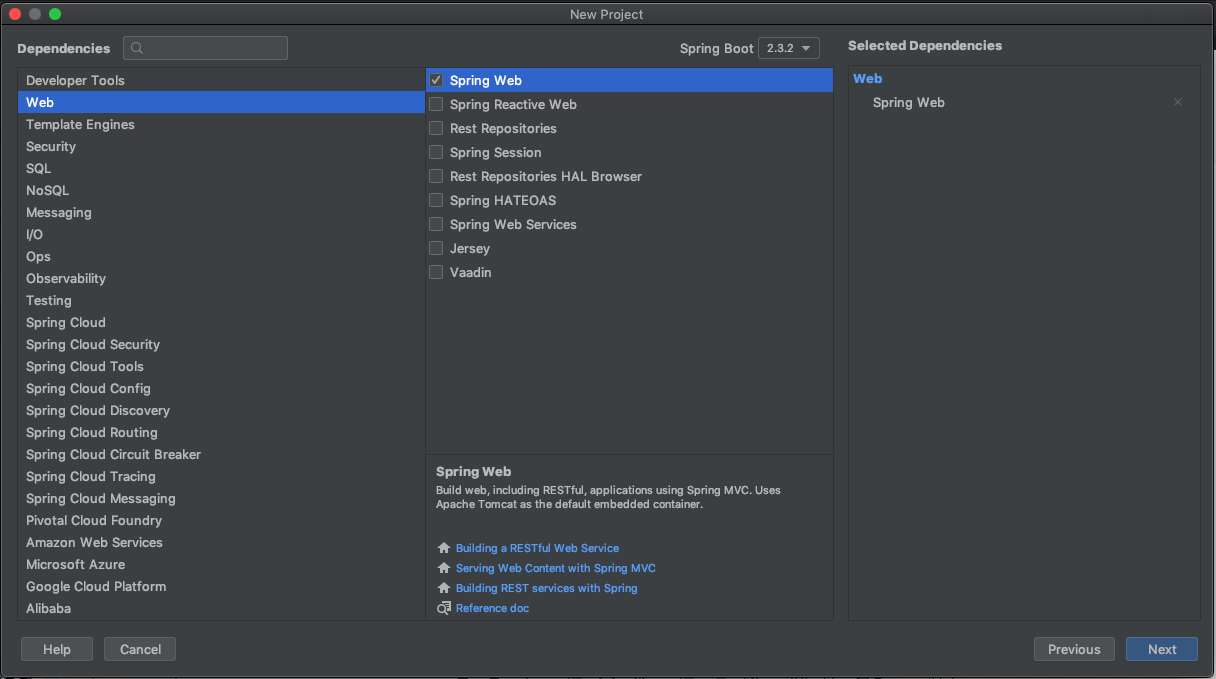 New Project
Dependencies
Spring Boot 2.3.2
Selected Dependencies
Developer Tools
Web
Template Engines
Security
SQL
NoSQL
Messaging
I/O
Ops
Observability
Testing
Spring Cloud
Spring Cloud Security
Spring Cloud Tools
Spring Cloud Config
Spring Cloud Discovery
Spring Cloud Routing
Spring Cloud Circuit Breaker
Spring Cloud Tracing
Spring Cloud Messaging
Pivotal Cloud Foundry
Amazon Web Services
Microsoft Azure
Google Cloud Platform
Alibaba
Spring Web
Spring Reactive Web
Rest Repositories
Spring Session
Rest Repositories HAL Browser
Spring HATEOAS
Spring Web Services
Jersey
Vaadin
Spring Web
Build web, including RESTful, applications using Spring MVC. Uses
Apache Tomcat as the default embedded container.
Building a RESTful Web Service
Serving Web Content with Spring MVC
Building REST services with Spring
Reference doc
Web
Spring Web
Help
Cancel
Previous
Next